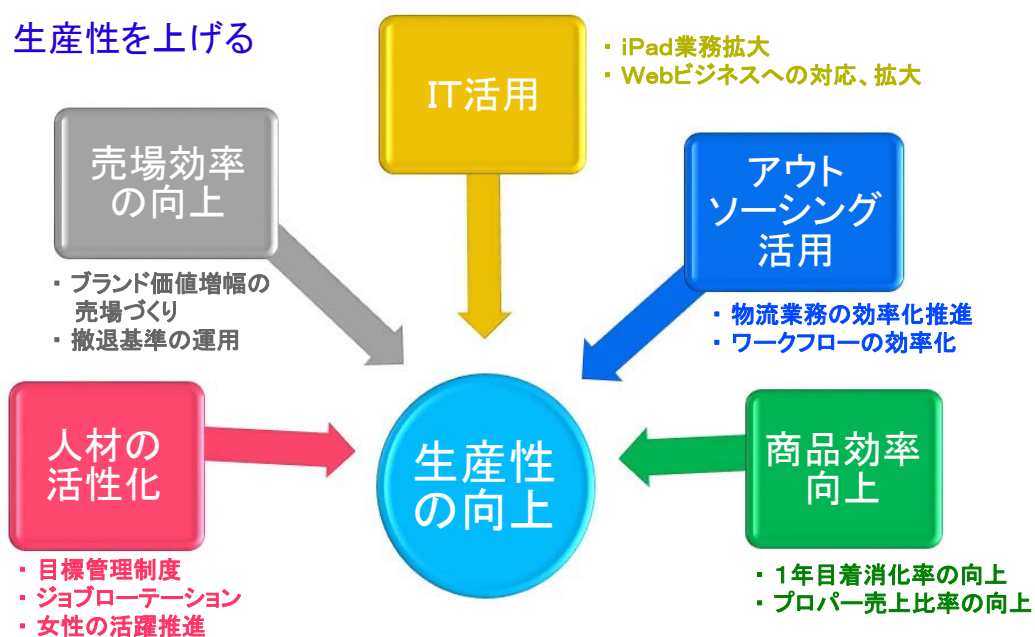 生産性を上げる
IT活用
・ iPad業務拡大
・ Webビジネスへの対応、拡大
売場効率
の向上
・ ブランド価値増幅の
売場づくり
・ 撤退基準の運用
アウト
ソーシング
活用
・ 物流業務の効率化推進
・ ワークフローの効率化
人材の
活性化
・ 目標管理制度
・ ジョブローテーション
・ 女性の活躍推進
生産性
の向上
商品効率
向上
・ 1年目着消化率の向上
・ プロパー売上比率の向上